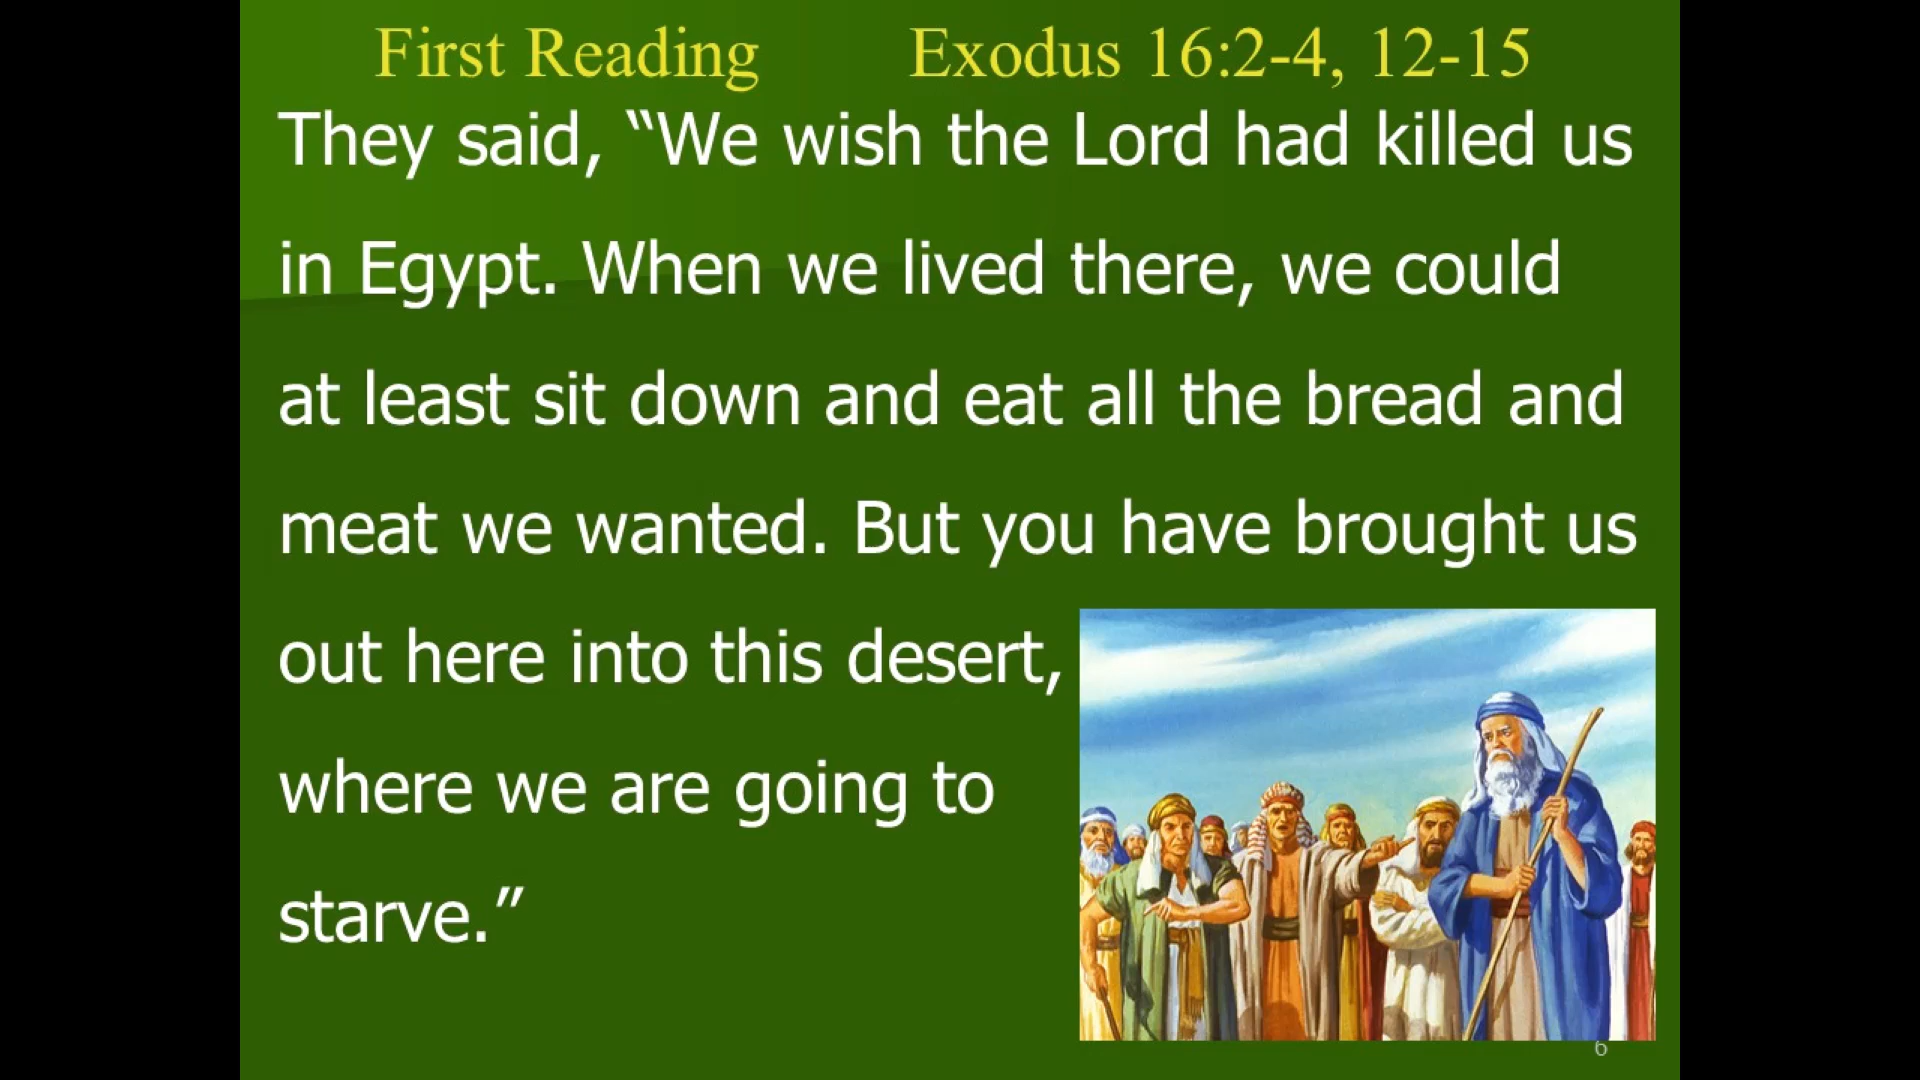 First Reading Exodus 16:2-4, 12-15
They said, “We wish the Lord had killed us
in Egypt. When we lived there, we could
at least sit down and eat all the bread and
meat we wanted. But you have brought us
out here into this desert,
where we are going to
starve.”
6